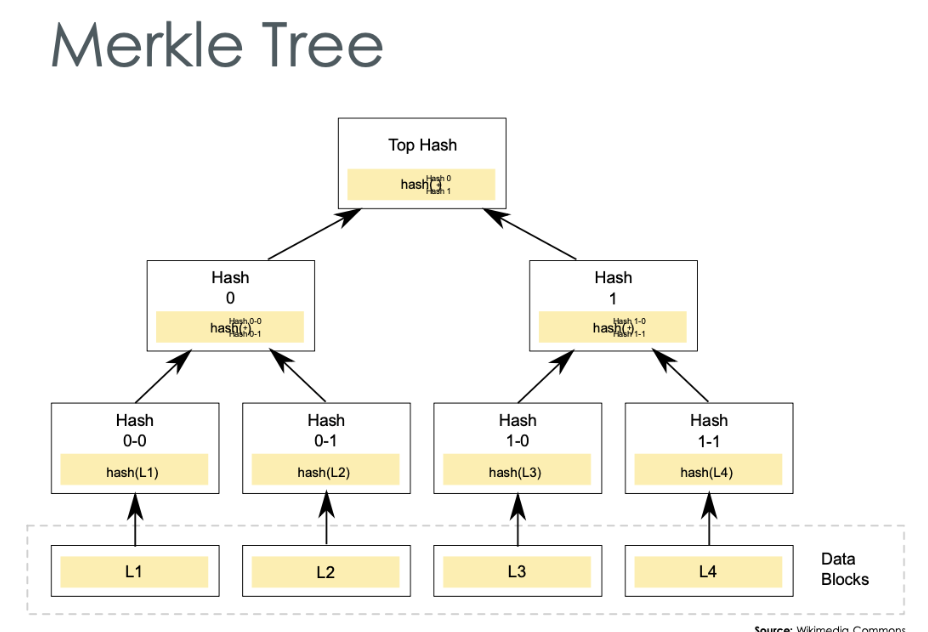 Merkle Tree
Top Hash
hash(
Hash 0
+
Hash 1
)
Hash
0
hash(
Hash 0-0
+
Hash 0-1
)
Hash
1
hash(
Hash 1-0
+
Hash 1-1
)
Hash
0-0
hash(L1)
Hash
0-1
hash(L2)
Hash
1-0
hash(L3)
Hash
1-1
hash(L4)
L1
L2
L3
L4
Data
Blocks
Source: Wikimedia Commons